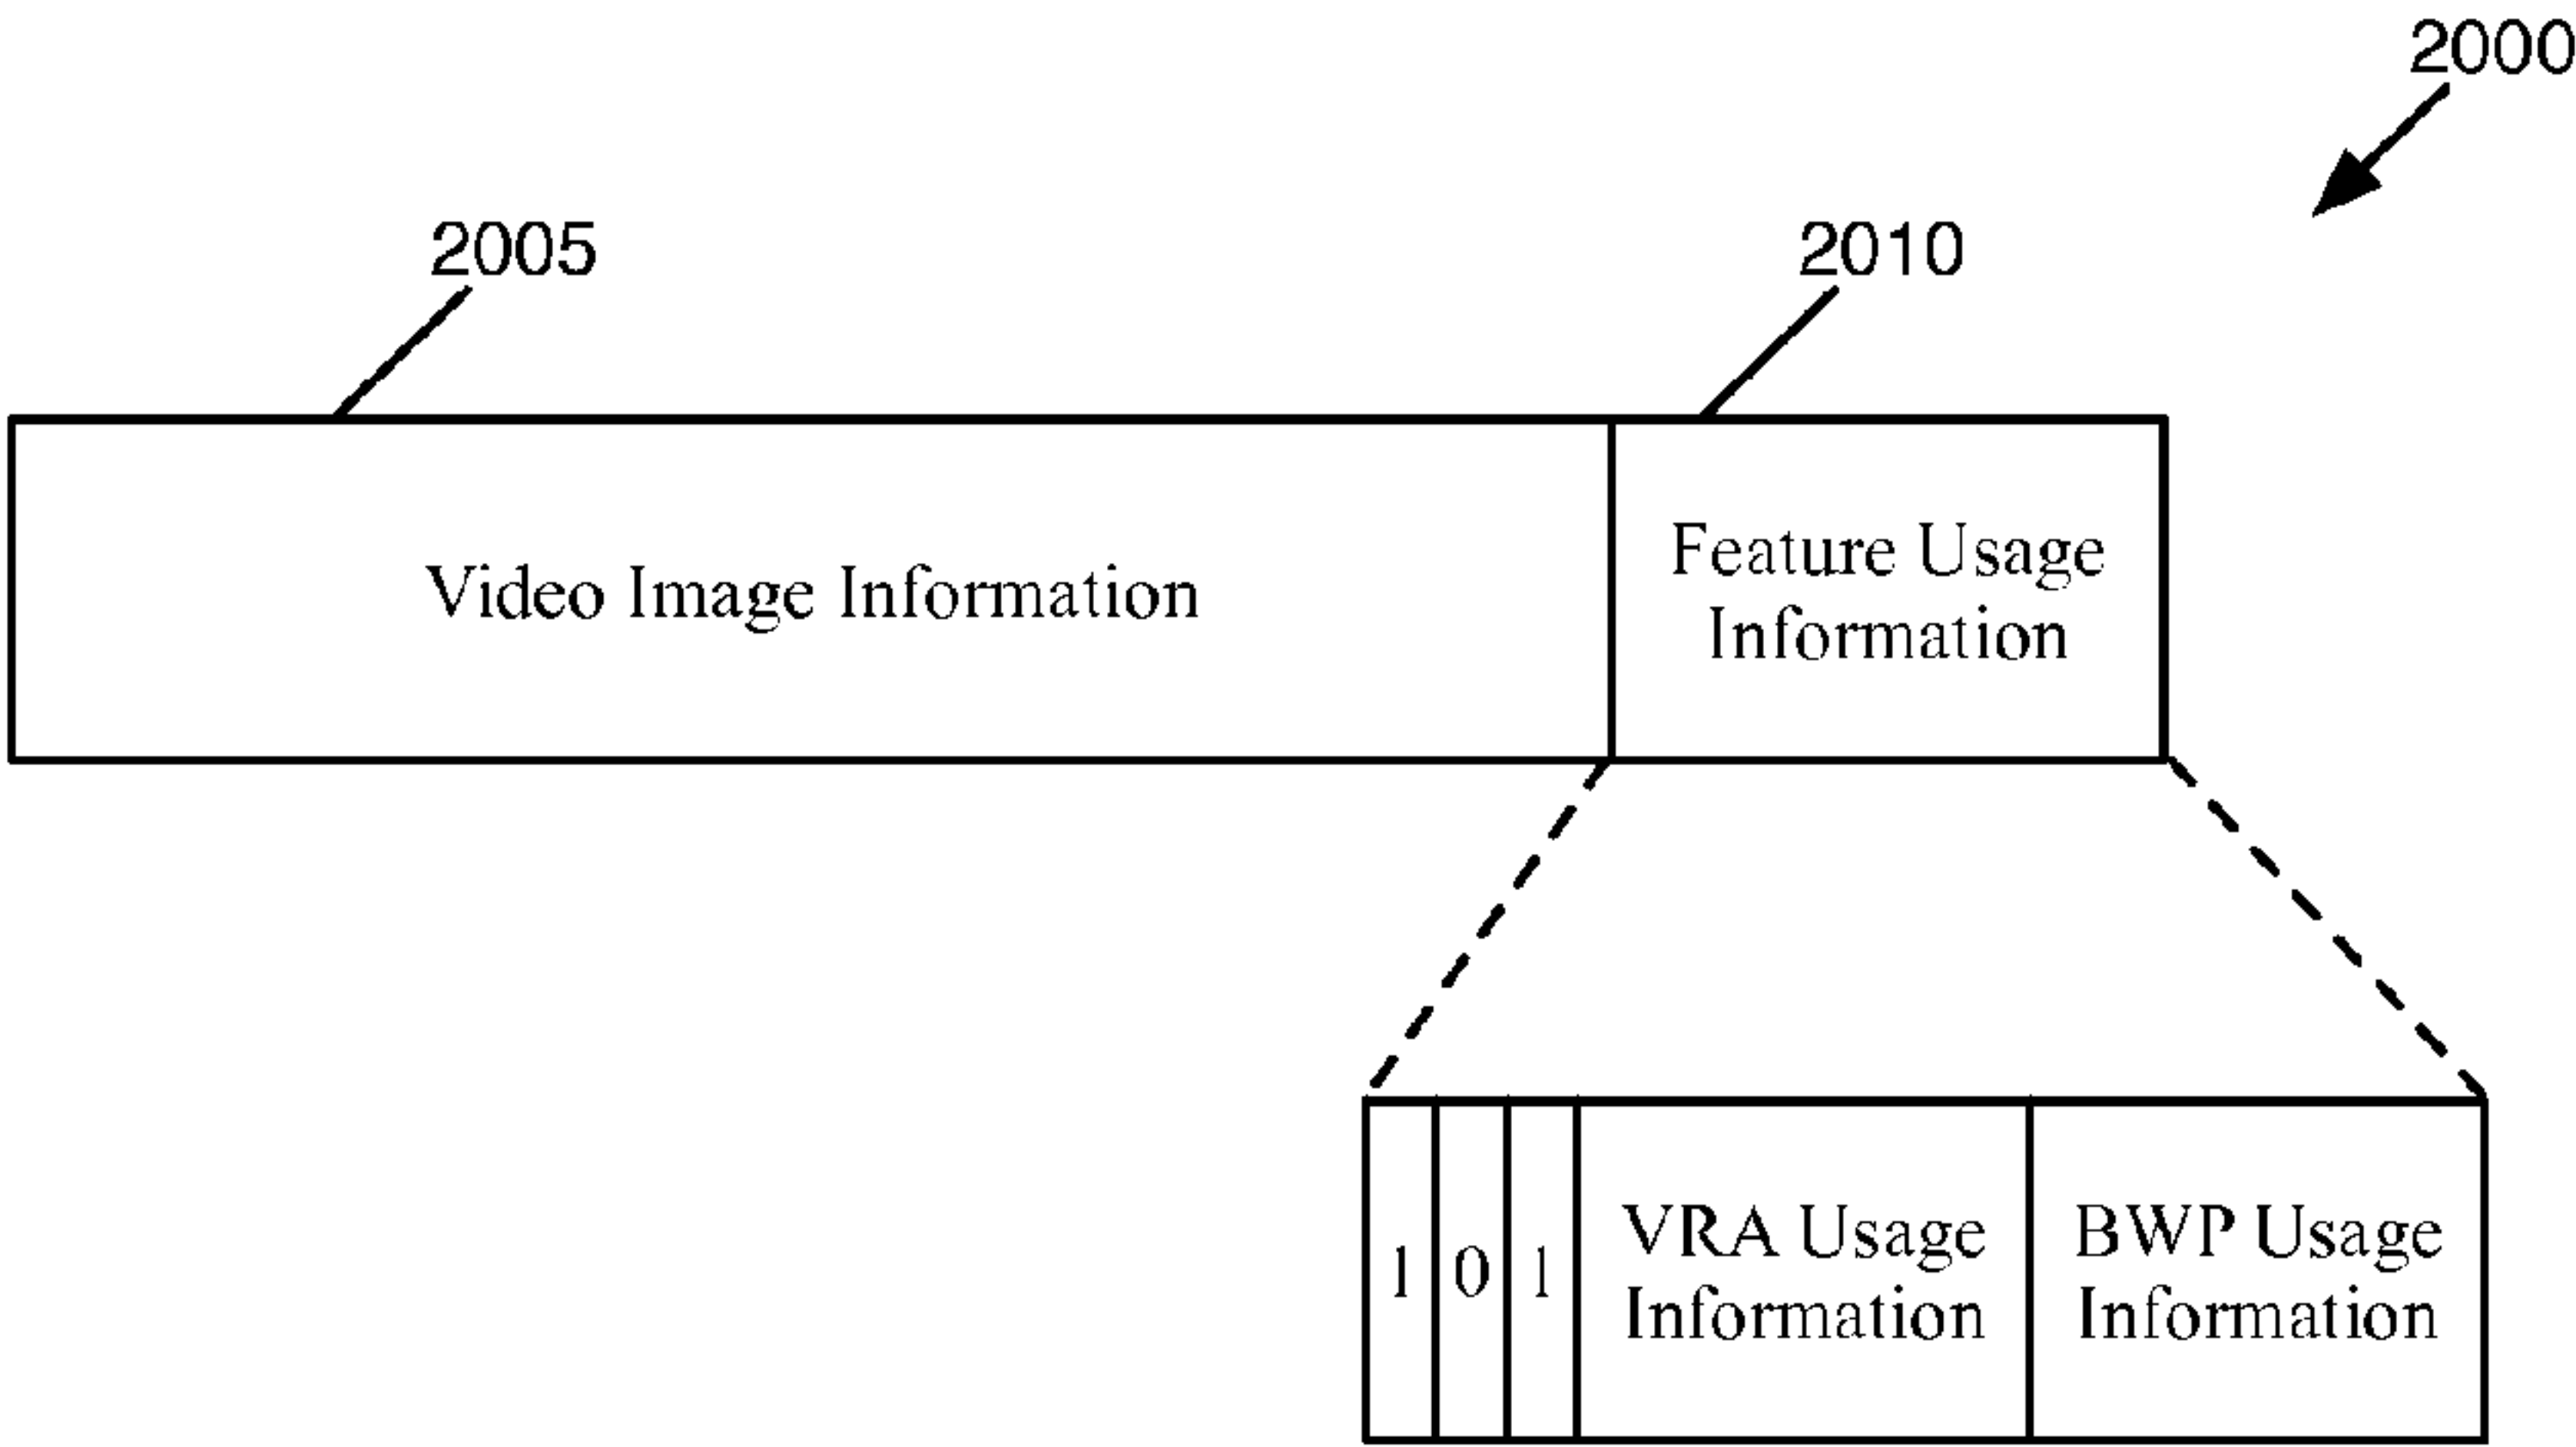 2000
2005
2010
Video Image Information
Feature Usage
Information
1 0 1
VRA Usage
Information
BWP Usage
Information